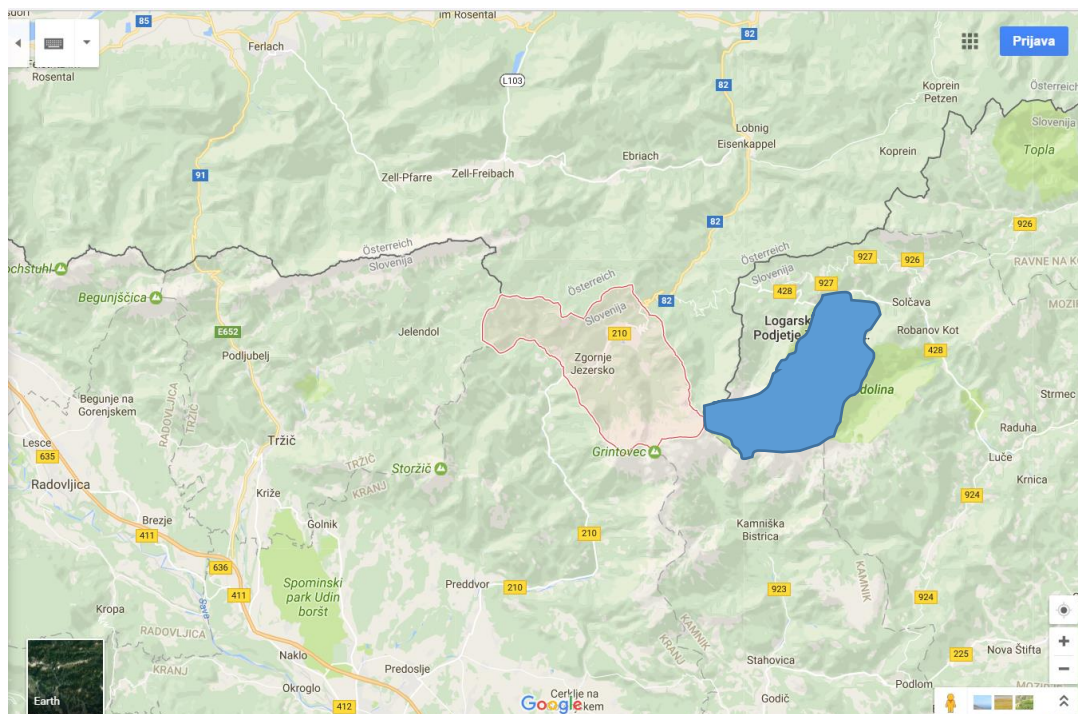 im Rosental
85
82
Ferlach
Prijava
Rosental
L103
82
Koprein
Petzen
Österreich
Slovenija
Lobnig
Eisenkappel
Topla
Ebriach
Koprein
Zell-Freibach
Zell-Pfarre
91
82
926
Österreich
Slovenija
Österreich
Slovenija
927
926
RAVNE NA KO
ochstuhl
Österreich
Slovenija
428
927
82
Solčava
Begunjščica
MOZI
Logarsk
Podjetje
Robanov Kot
E652
Jelendol
210
428
Podljubelj
Zgornje
Jezersko
dolina
Strmec
Begunje na
Gorenjskem
RADOVLJICA
TRŽIČ
Raduha
Lesce
635
Tržič
Grintovec
Luče
TRŽIČ
KRANJ
Storžič
Krnica
Radovljica
Križe
924
Brezje
411
Golnik
210
Kamniška
Bistrica
636
Spominski
park Udin
boršt
KAMNIK
411
Preddvor
210
923
924
Kropa
Sava
KAMNIK
KRANJ
RADOVLJICA
KRANJ
Naklo
225
Nova Štifta
Predoslje
Stahovica
Podlom
Okroglo
Earth
412
Google
Cerklje na
Godič